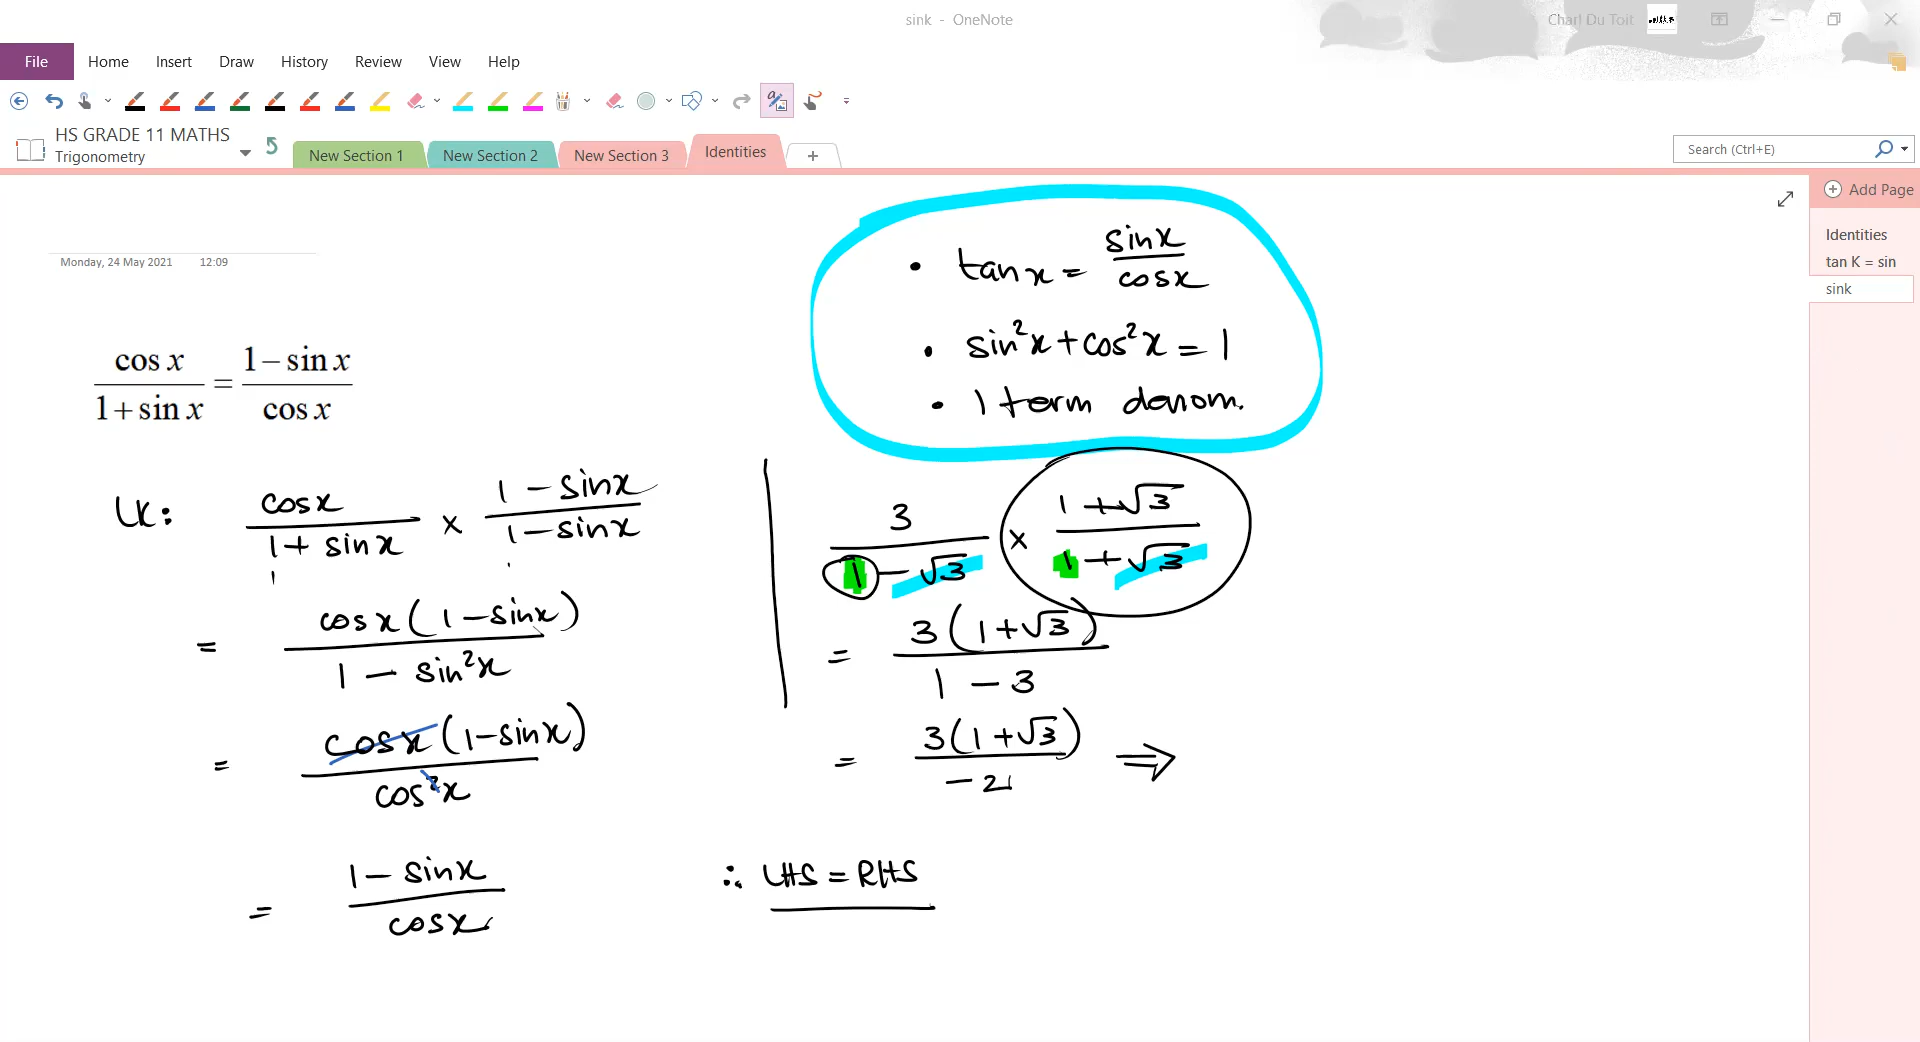 sink - OneNote
Charl Du Toit
File Home Insert Draw History Review View Help
HS GRADE 11 MATHS
Trigonometry
New Section 1 New Section 2 New Section 3 Identities +
Search (Ctrl+E)
Add Page
Identities
tan K = sin
sink
Monday, 24 May 2021 12:09
• tan x = sin x / cos x
• sin²x + cos²x = 1
• 1 term denom.
cos x / (1 + sin x) = (1 − sin x) / cos x
LK: cos x / (1 + sin x) × (1 − sin x) / (1 − sin x)
= cos x (1 − sin x) / (1 − sin²x)
= cos x (1 − sin x) / cos²x
= (1 − sin x) / cos x
3 / (1 − √3) × (1 + √3) / (1 + √3)
= 3(1 + √3) / (1 − 3)
= 3(1 + √3) / −2 ⇒
∴ LHS = RHS